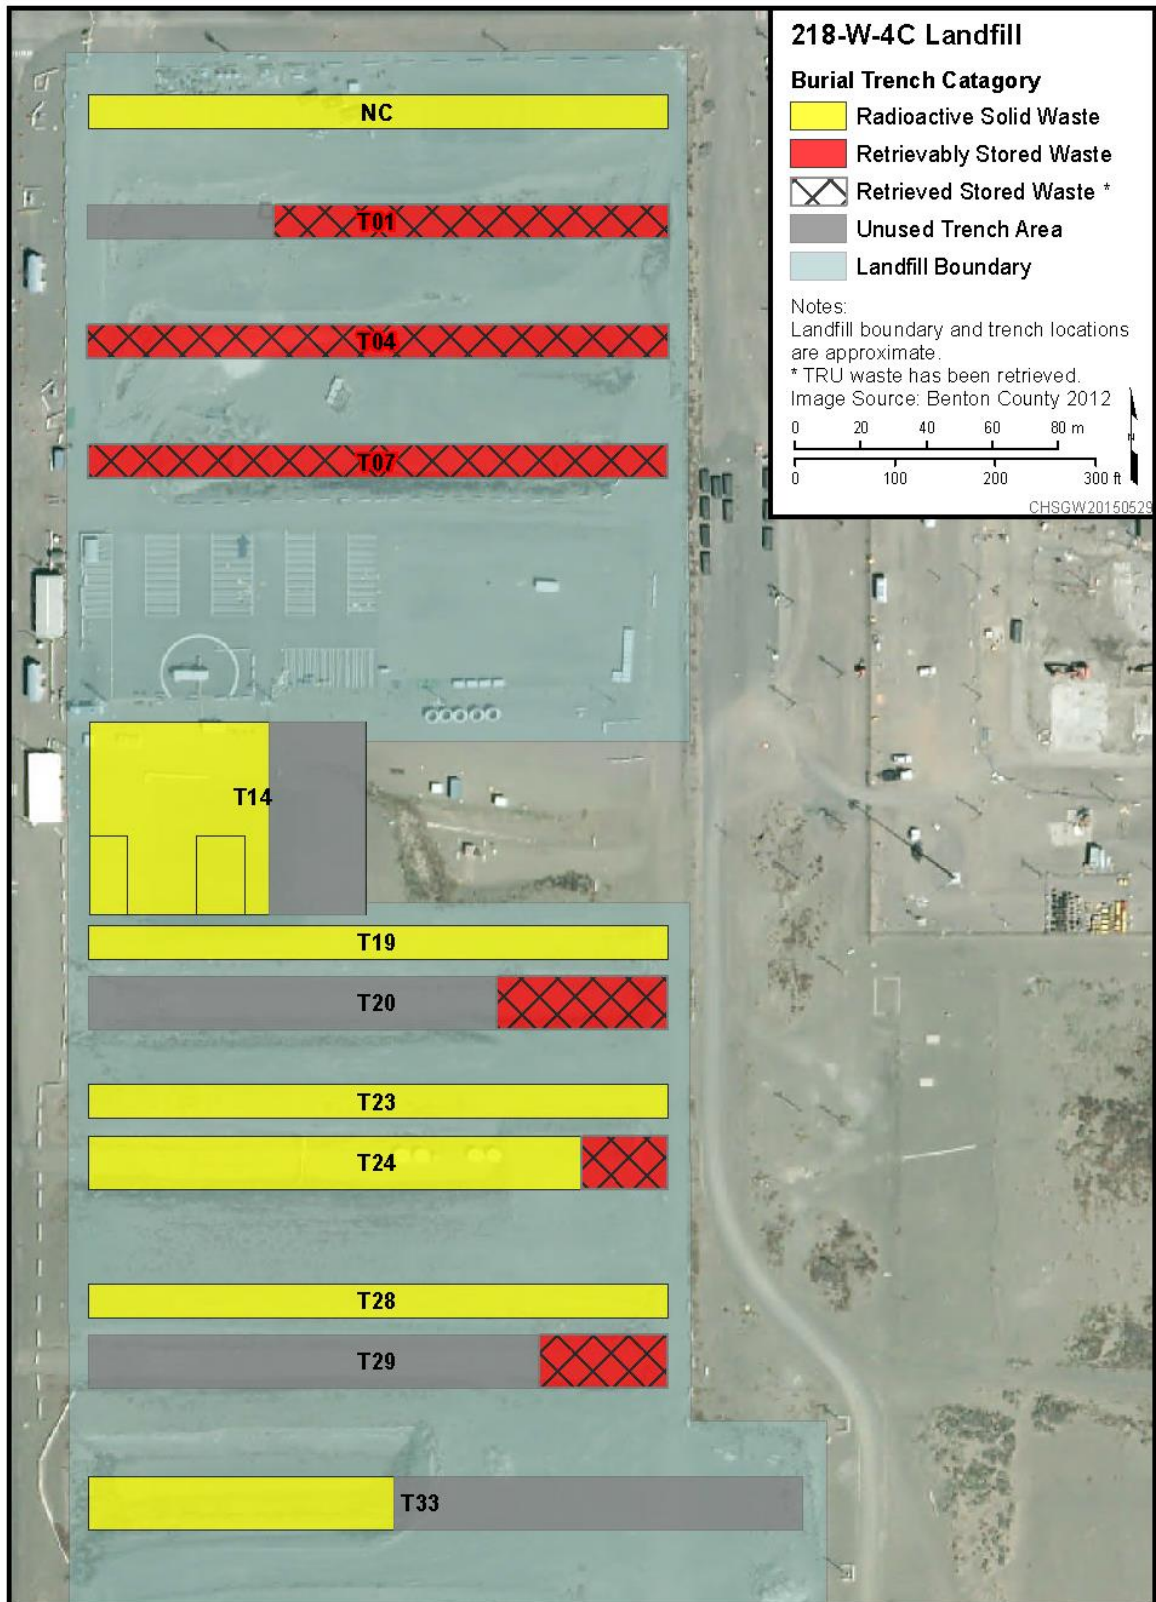 218-W-4C Landfill
Burial Trench Catagory
Radioactive Solid Waste
Retrievably Stored Waste
Retrieved Stored Waste *
Unused Trench Area
Landfill Boundary
Notes:
Landfill boundary and trench locations
are approximate.
* TRU waste has been retrieved.
Image Source: Benton County 2012
0 20 40 60 80 m
N
0 100 200 300 ft
CHSGW20150529
NC
T01
T04
T07
T14
T19
T20
T23
T24
T28
T29
T33